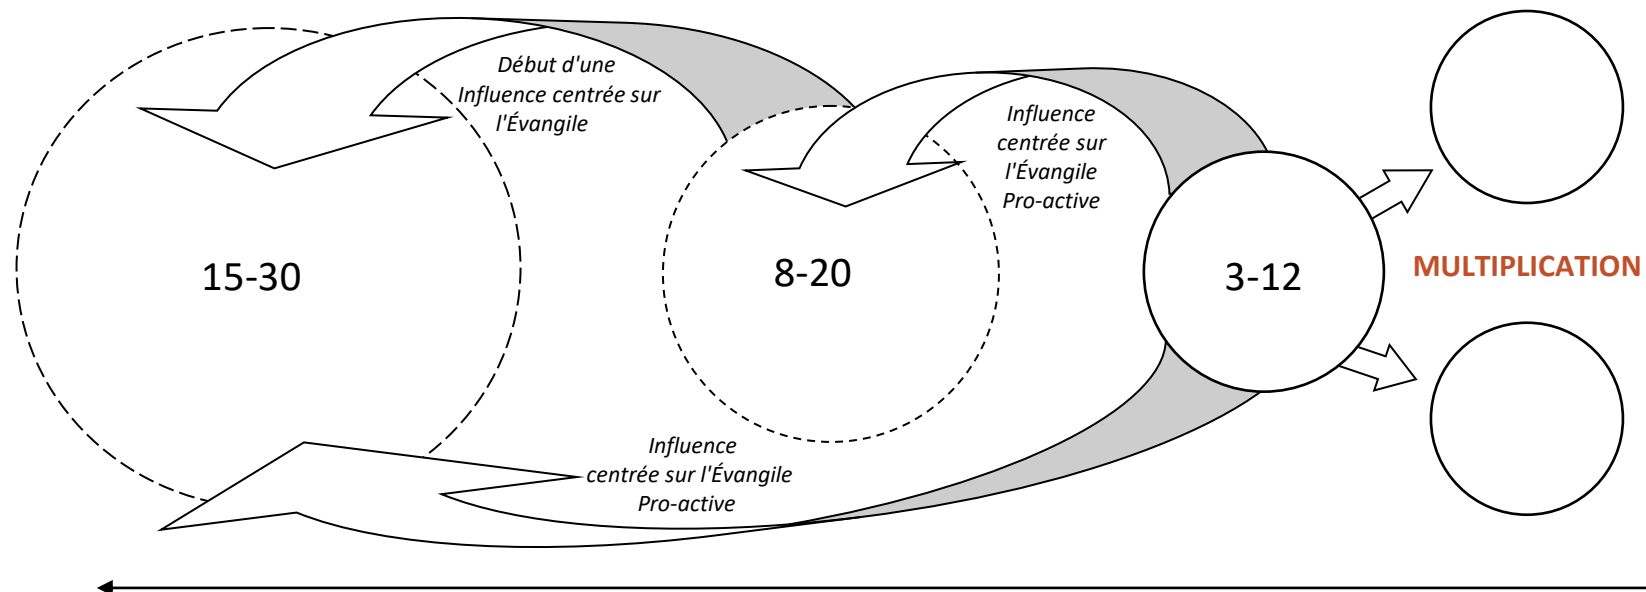 Début d'une
Influence centrée sur
l'Évangile
Influence
centrée sur
l'Évangile
Pro-active
15-30
8-20
3-12
MULTIPLICATION
Influence
centrée sur l'Évangile
Pro-active